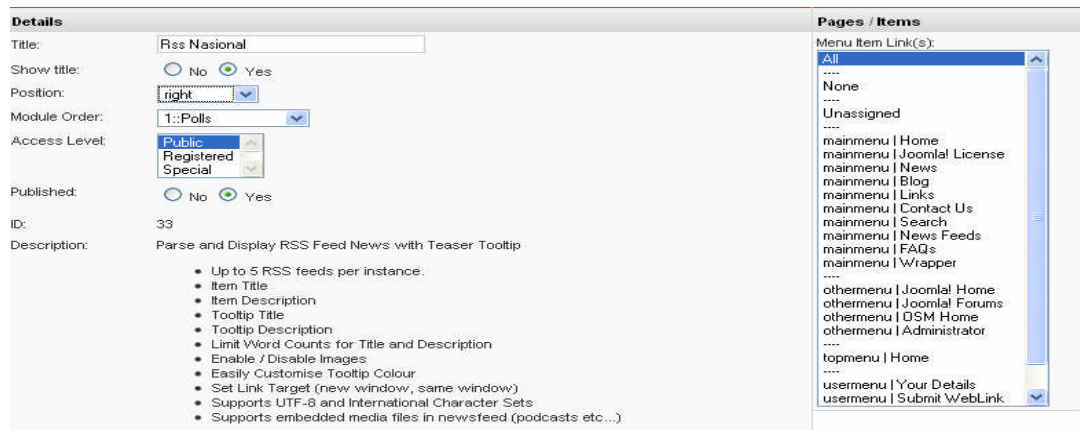 Details
Title: Rss Nasional
Show title: No Yes
Position: right
Module Order: 1::Polls
Access Level: Public
Registered
Special
Published: No Yes
ID: 33
Description: Parse and Display RSS Feed News with Teaser Tooltip
• Up to 5 RSS feeds per instance.
• Item Title
• Item Description
• Tooltip Title
• Tooltip Description
• Limit Word Counts for Title and Description
• Enable / Disable Images
• Easily Customise Tooltip Colour
• Set Link Target (new window, same window)
• Supports UTF-8 and International Character Sets
• Supports embedded media files in newsfeed (podcasts etc...)
Pages / Items
Menu Item Link(s):
All
----
None
----
Unassigned
----
mainmenu | Home
mainmenu | Joomla! License
mainmenu | News
mainmenu | Blog
mainmenu | Links
mainmenu | Contact Us
mainmenu | Search
mainmenu | News Feeds
mainmenu | FAQs
mainmenu | Wrapper
----
othermenu | Joomla! Home
othermenu | Joomla! Forums
othermenu | OSM Home
othermenu | Administrator
----
topmenu | Home
----
usermenu | Your Details
usermenu | Submit WebLink